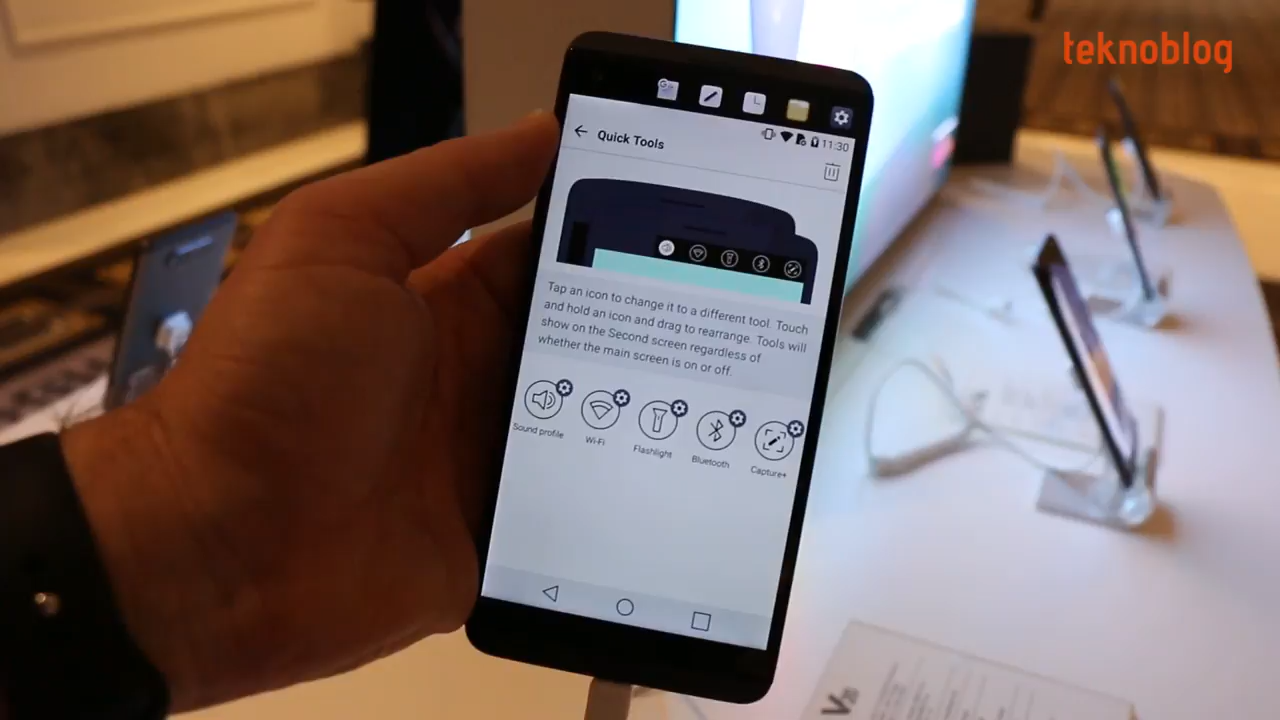 teknoblog
11:30
Quick Tools
Tap an icon to change it to a different tool. Touch
and hold an icon and drag to rearrange. Tools will
show on the Second screen regardless of
whether the main screen is on or off.
Sound profile
Wi-Fi
Flashlight
Bluetooth
Capture+
V20